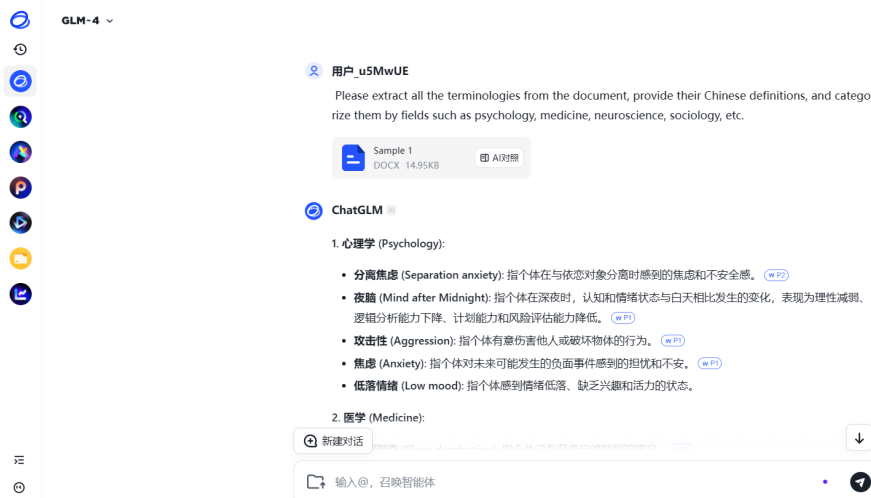 GLM-4
用户_u5MwUE
Please extract all the terminologies from the document, provide their Chinese definitions, and catego
rize them by fields such as psychology, medicine, neuroscience, sociology, etc.
Sample 1
DOCX 14.95KB
AI对照
ChatGLM AI
1. 心理学 (Psychology):
• 分离焦虑 (Separation anxiety): 指个体在与依恋对象分离时感到的焦虑和不安全感。 w P2
• 夜脑 (Mind after Midnight): 指个体在深夜时，认知和情绪状态与白天相比发生的变化，表现为理性减弱、
逻辑分析能力下降、计划能力和风险评估能力降低。 w P1
• 攻击性 (Aggression): 指个体有意伤害他人或破坏物体的行为。 w P1
• 焦虑 (Anxiety): 指个体对未来可能发生的负面事件感到的担忧和不安。 w P1
• 低落情绪 (Low mood): 指个体感到情绪低落、缺乏兴趣和活力的状态。
2. 医学 (Medicine):
新建对话
输入@，召唤智能体